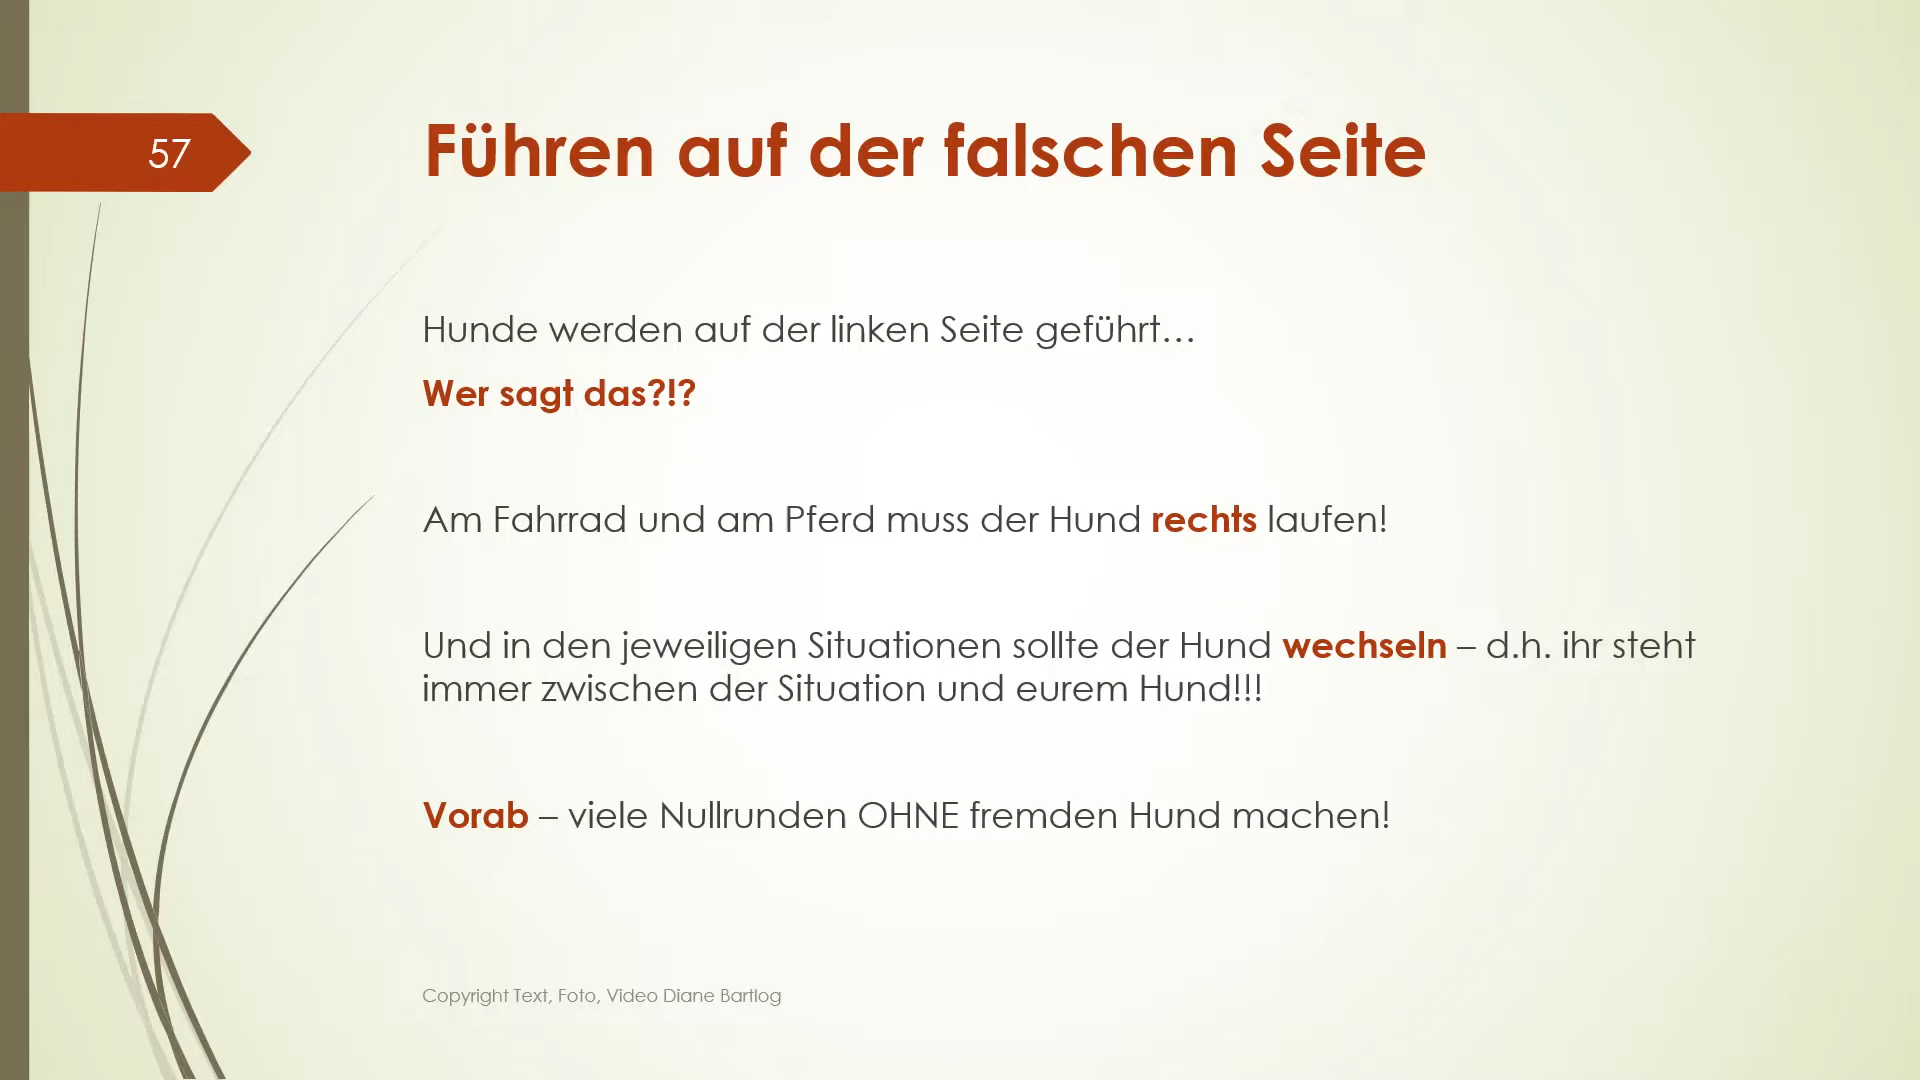 57
Führen auf der falschen Seite
Hunde werden auf der linken Seite geführt…
Wer sagt das?!?
Am Fahrrad und am Pferd muss der Hund rechts laufen!
Und in den jeweiligen Situationen sollte der Hund wechseln – d.h. ihr steht
immer zwischen der Situation und eurem Hund!!!
Vorab – viele Nullrunden OHNE fremden Hund machen!
Copyright Text, Foto, Video Diane Bartlog